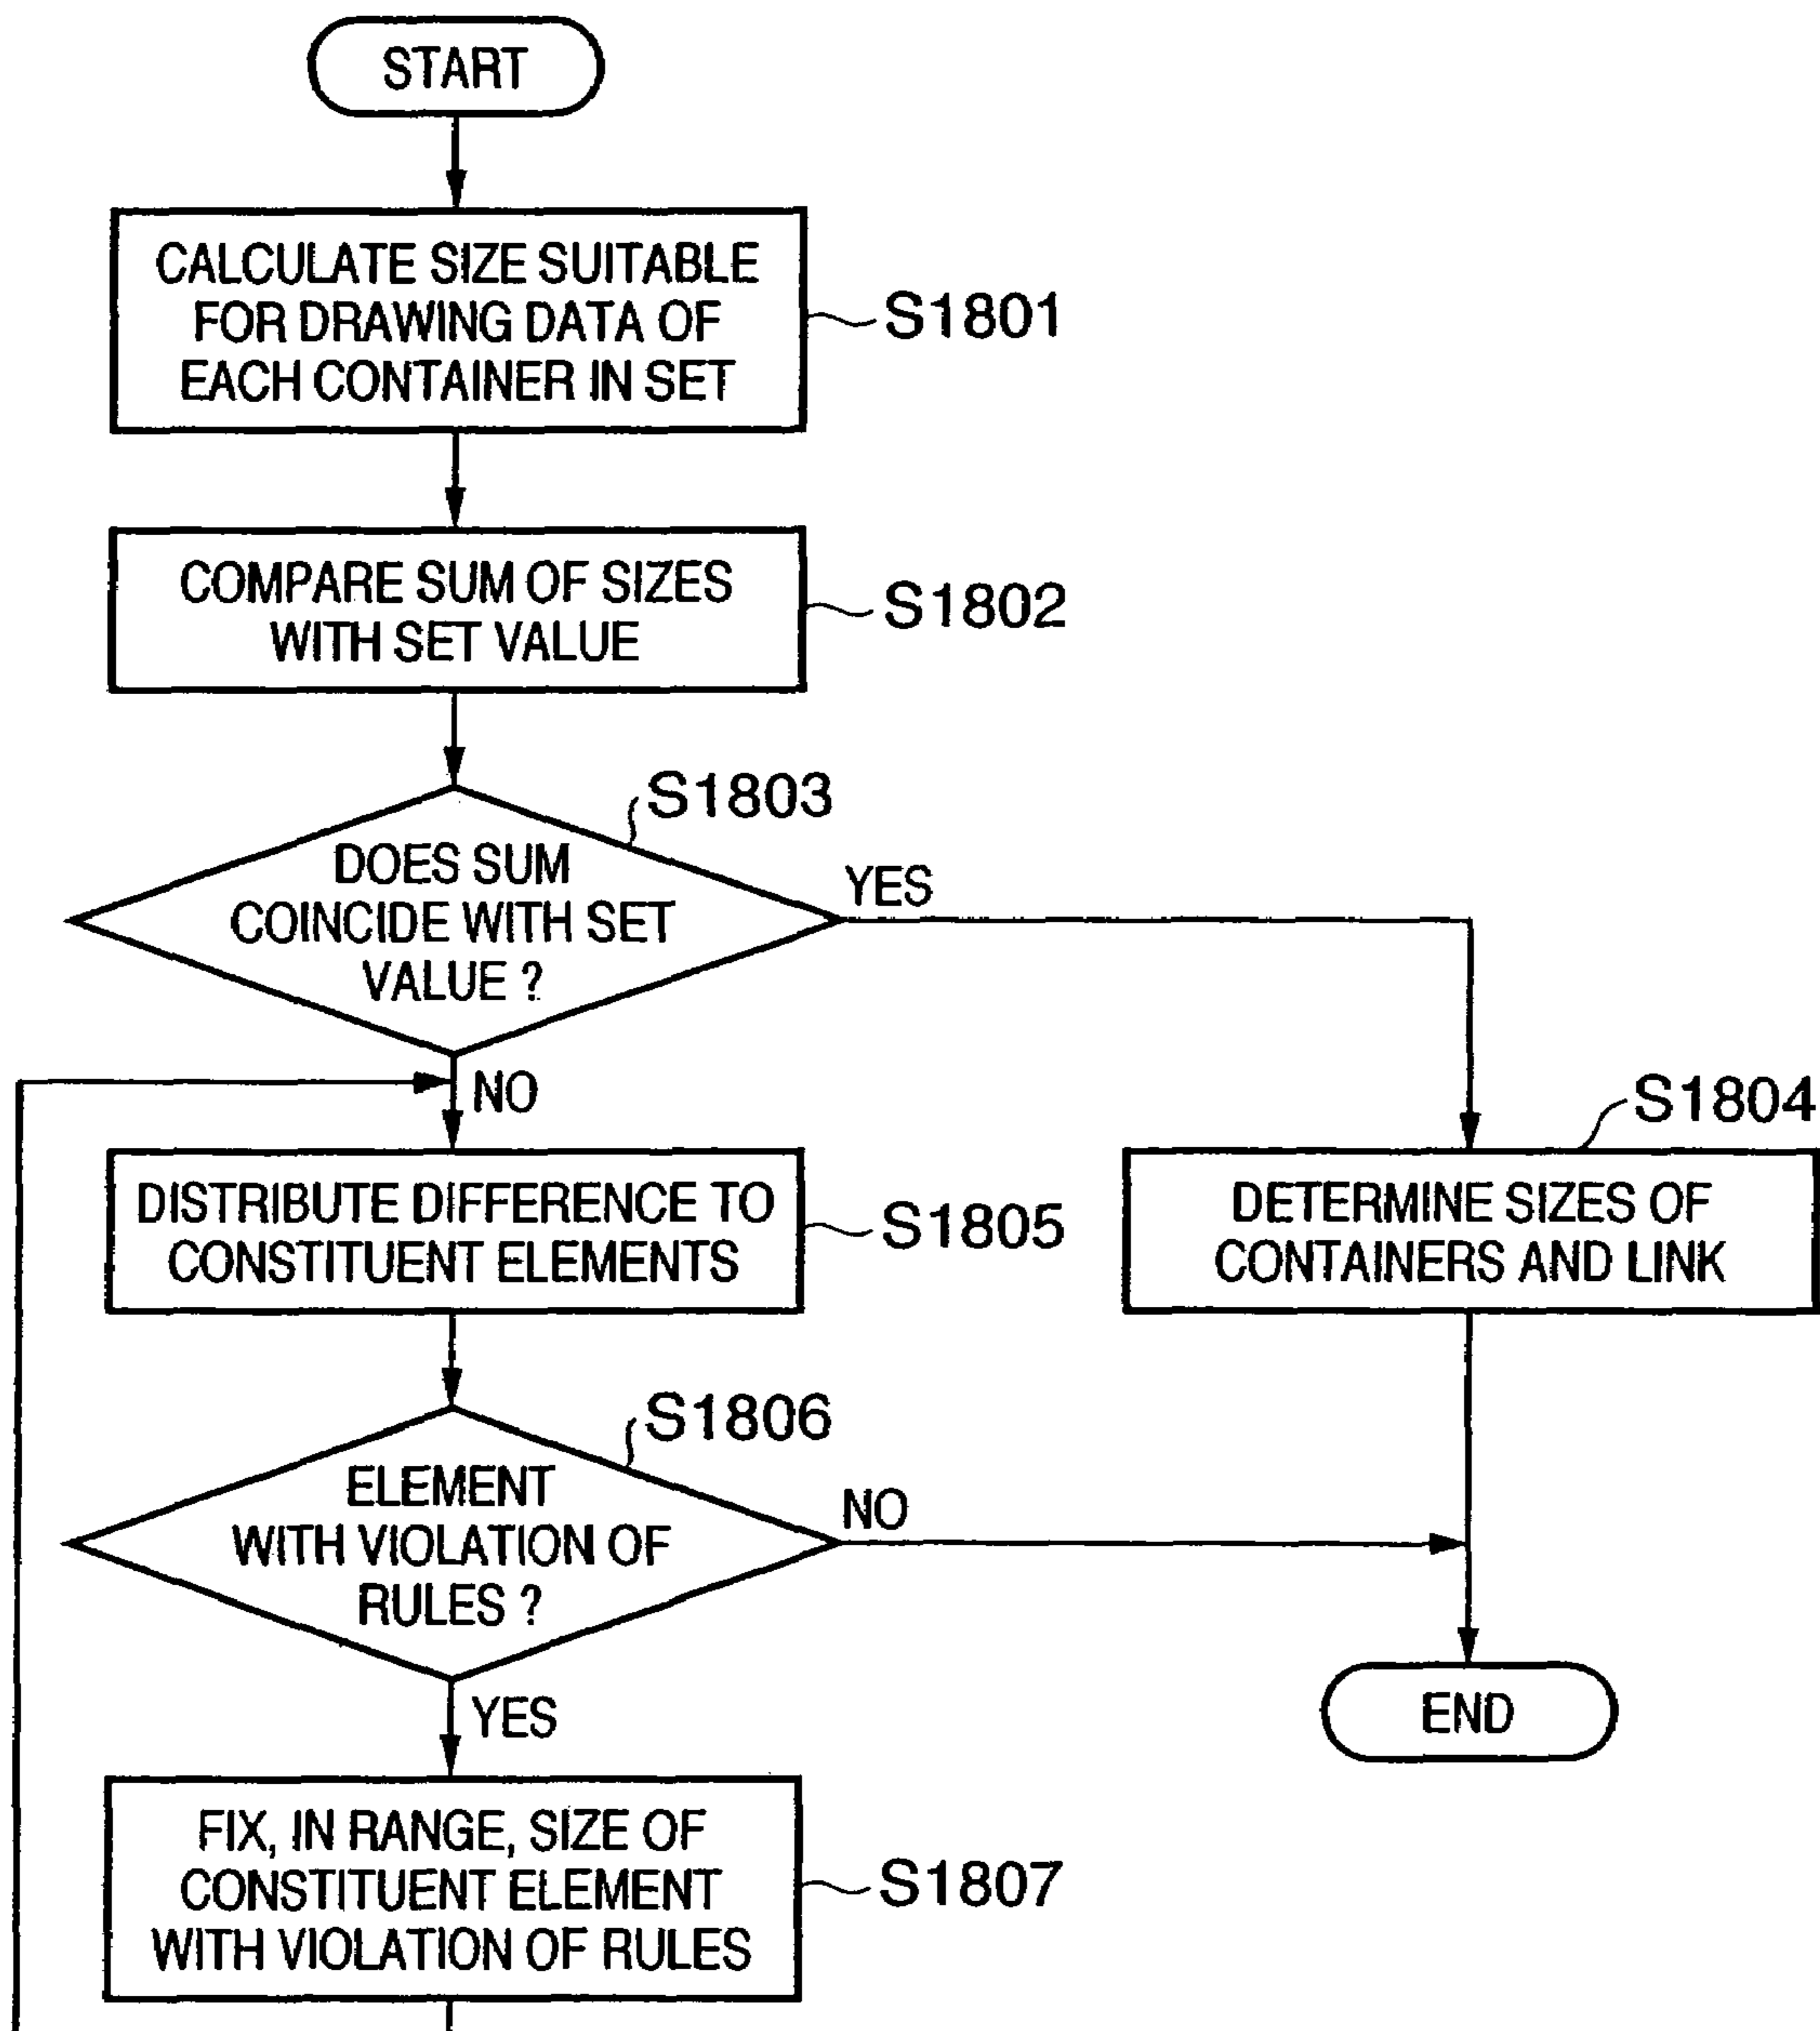 START
CALCULATE SIZE SUITABLE
FOR DRAWING DATA OF
EACH CONTAINER IN SET
S1801
COMPARE SUM OF SIZES
WITH SET VALUE
S1802
S1803
DOES SUM
COINCIDE WITH SET
VALUE ?
YES
NO
DISTRIBUTE DIFFERENCE TO
CONSTITUENT ELEMENTS
S1805
S1804
DETERMINE SIZES OF
CONTAINERS AND LINK
S1806
ELEMENT
WITH VIOLATION OF
RULES ?
NO
YES
END
FIX, IN RANGE, SIZE OF
CONSTITUENT ELEMENT
WITH VIOLATION OF RULES
S1807